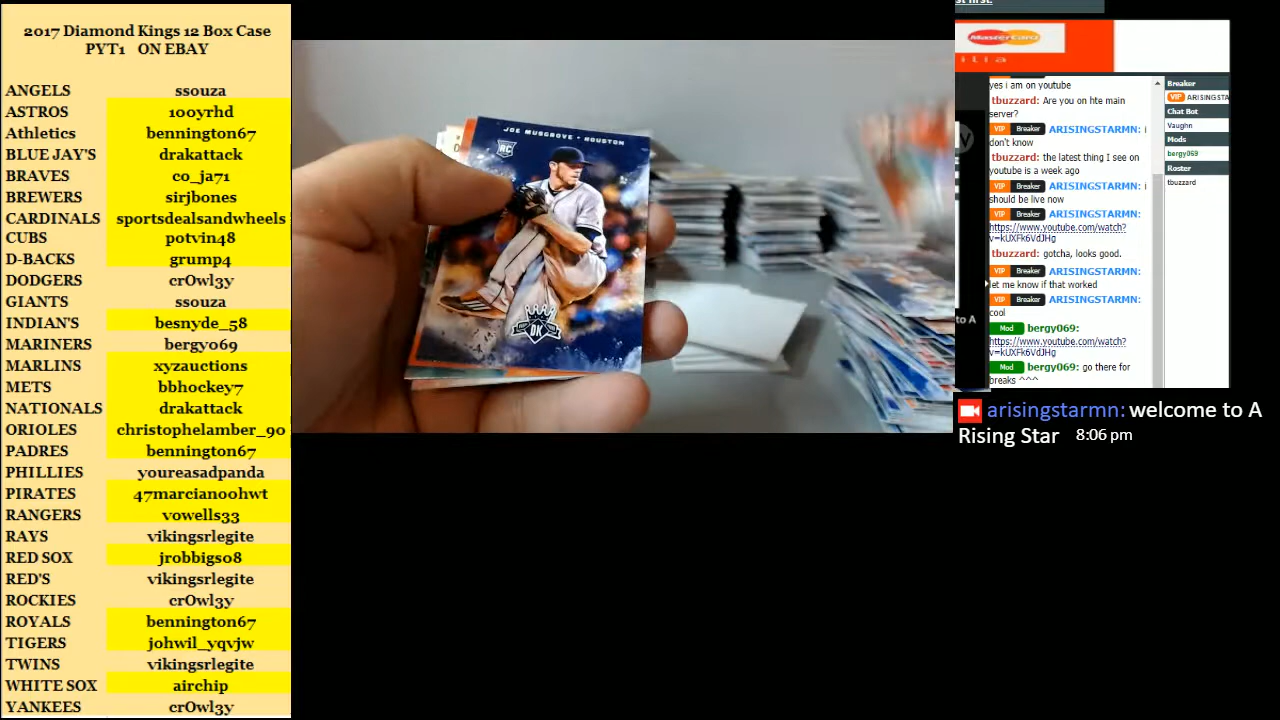 2017 Diamond Kings 12 Box Case
PYT1 ON EBAY
ANGELS ssouza
ASTROS 100yrhd
Athletics bennington67
BLUE JAY'S drakattack
BRAVES co_ja71
BREWERS sirjbones
CARDINALS sportsdealsandwheels
CUBS potvin48
D-BACKS grump4
DODGERS crOwl3y
GIANTS ssouza
INDIAN'S besnyde_58
MARINERS bergy069
MARLINS xyzauctions
METS bbhockey7
NATIONALS drakattack
ORIOLES christophelamber_90
PADRES bennington67
PHILLIES youreasadpanda
PIRATES 47marcianoohwt
RANGERS vowells33
RAYS vikingsrlegite
RED SOX jrobbigs08
RED'S vikingsrlegite
ROCKIES crOwl3y
ROYALS bennington67
TIGERS johwil_yqvjw
TWINS vikingsrlegite
WHITE SOX airchip
YANKEES crOwl3y
JOE MUSGROVE • HOUSTON
RC
DK
first.
MasterCard
yes i am on youtube
tbuzzard: Are you on hte main
server?
VIP Breaker ARISINGSTARMN: i
don't know
tbuzzard: the latest thing I see on
youtube is a week ago
VIP Breaker ARISINGSTARMN: i
should be live now
VIP Breaker ARISINGSTARMN:
https://www.youtube.com/watch?
v=kUXFk6VdJHg
tbuzzard: gotcha, looks good.
VIP Breaker ARISINGSTARMN:
let me know if that worked
VIP Breaker ARISINGSTARMN:
cool
Mod bergy069:
https://www.youtube.com/watch?
v=kUXFk6VdJHg
Mod bergy069: go there for
breaks ^^^
to A
Breaker
VIP ARISINGSTA
Chat Bot
Vaughn
Mods
bergy069
Roster
tbuzzard
arisingstarmn: welcome to A
Rising Star 8:06 pm